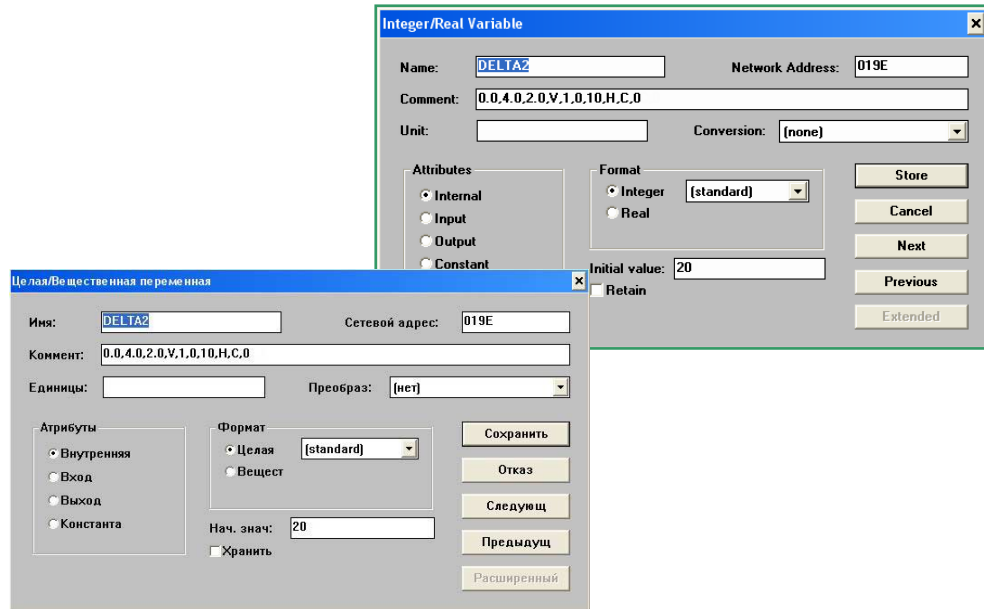 Integer/Real Variable
Name: DELTA2 Network Address: 019E
Comment: 0.0,4.0,2.0,V,1,0,10,H,C,0
Unit: Conversion: (none)
Attributes Format
Internal Integer (standard) Store
Input Real Cancel
Output Next
Constant Initial value: 20
Retain Previous
Extended
Целая/Вещественная переменная
Имя: DELTA2 Сетевой адрес: 019E
Коммент: 0.0,4.0,2.0,V,1,0,10,H,C,0
Единицы: Преобраз: (нет)
Атрибуты Формат Сохранить
Внутренняя Целая (standard)
Вход Вещест Отказ
Выход Следующ
Константа Нач. знач: 20
Хранить Предыдущ
Расширенный